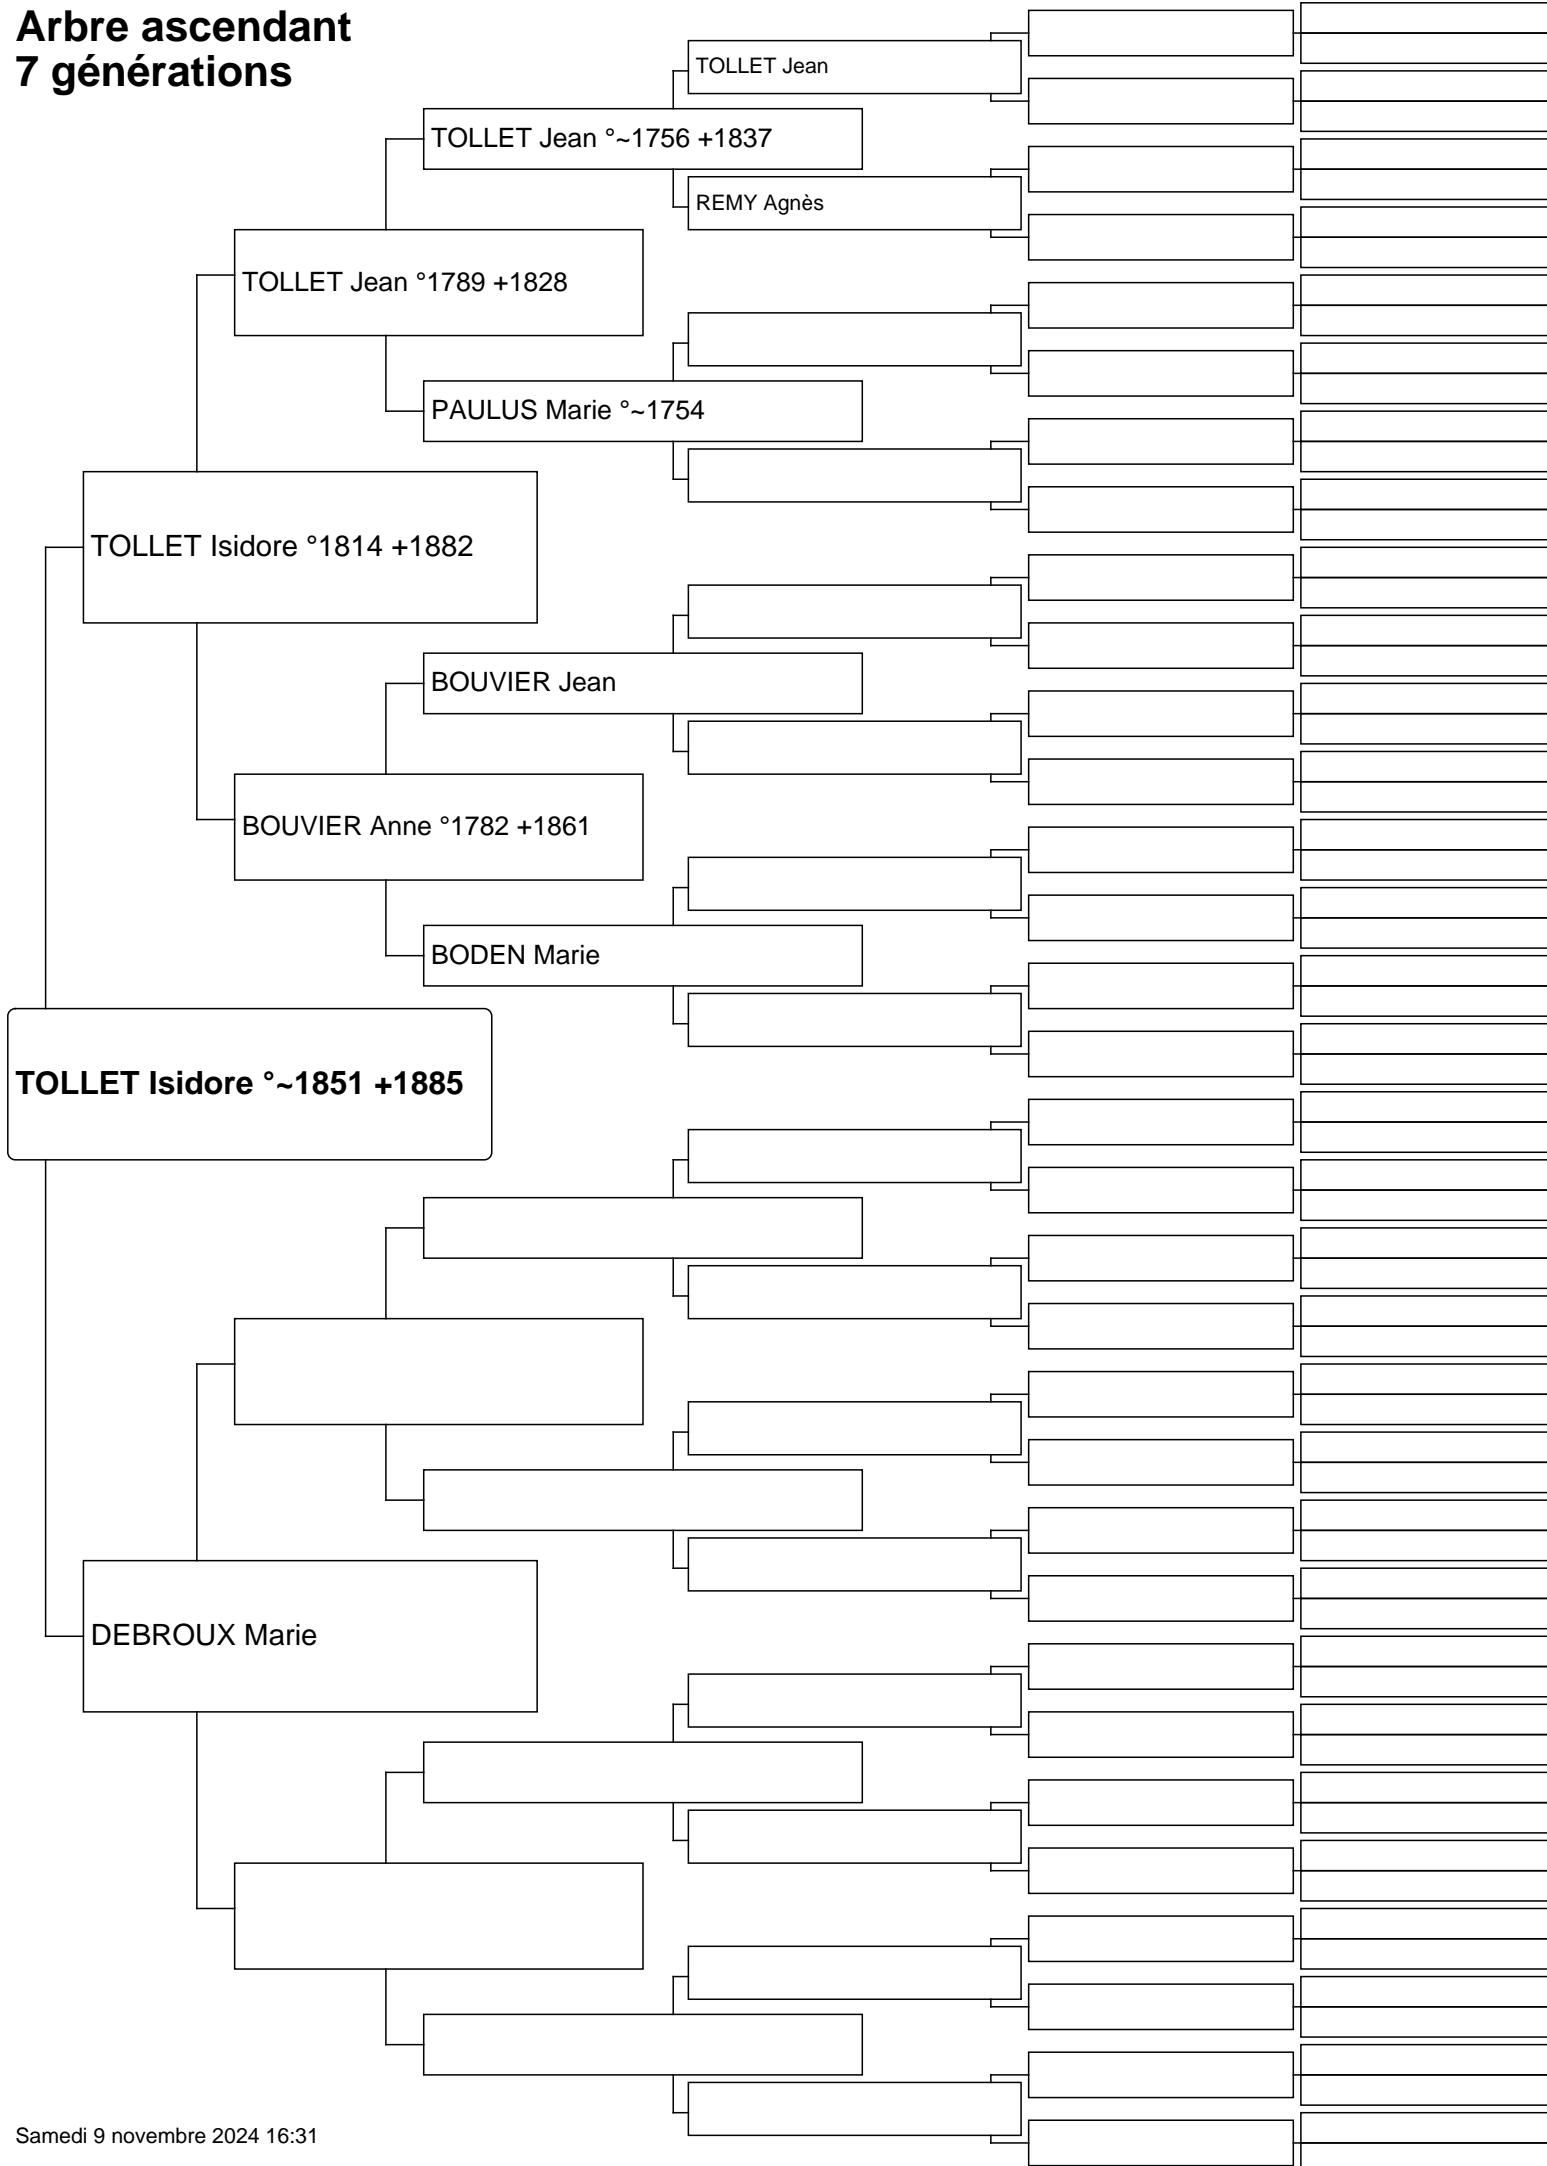 Arbre ascendant
7 générations
TOLLET Jean
TOLLET Jean °~1756 +1837
REMY Agnès
TOLLET Jean °1789 +1828
PAULUS Marie °~1754
TOLLET Isidore °1814 +1882
BOUVIER Jean
BOUVIER Anne °1782 +1861
BODEN Marie
TOLLET Isidore °~1851 +1885
DEBROUX Marie
Samedi 9 novembre 2024 16:31